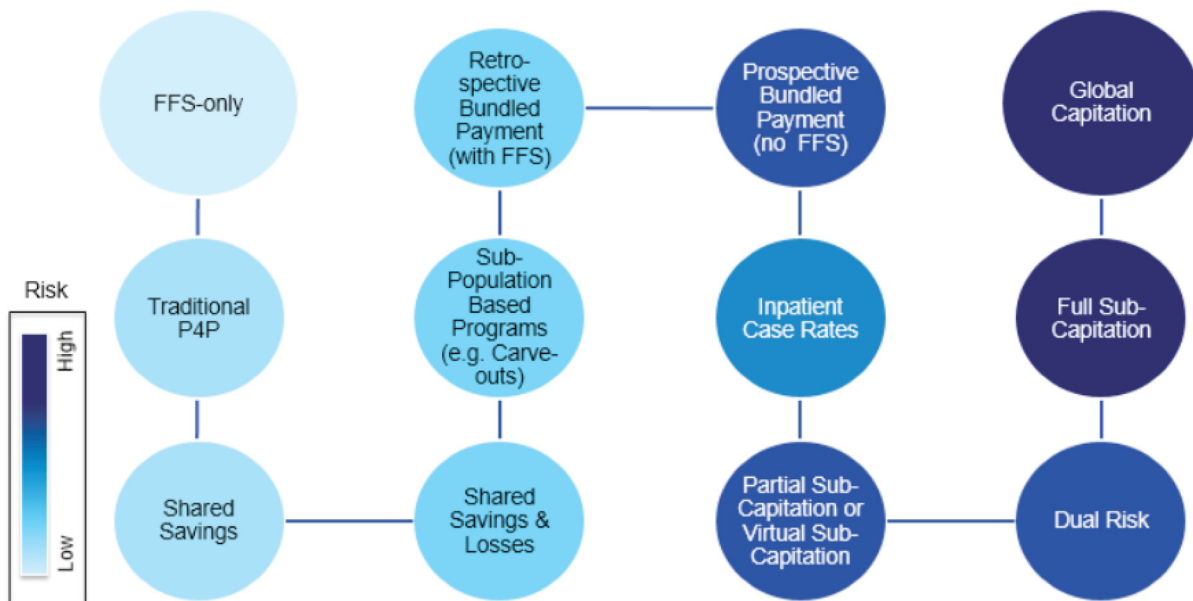 FFS-only
Retro-
spective
Bundled
Payment
(with FFS)
Prospective
Bundled
Payment
(no FFS)
Global
Capitation
Risk
High
Low
Traditional
P4P
Sub-
Population
Based
Programs
(e.g. Carve-
outs)
Inpatient
Case Rates
Full Sub-
Capitation
Shared
Savings
Shared
Savings &
Losses
Partial Sub-
Capitation or
Virtual Sub-
Capitation
Dual Risk